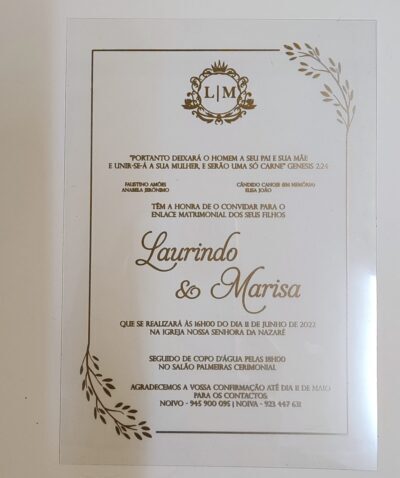 L|M
"PORTANTO DEIXARÁ O HOMEM A SEU PAI E SUA MÃE
E UNIR-SE-Á A SUA MULHER, E SERÃO UMA SÓ CARNE" GENESIS 2:24
FAUSTINO AMÕES
ANABELA JERÓNIMO
CÂNDIDO CANGER (EM MEMÓRIA)
ELISA JOÃO
TÊM A HONRA DE O CONVIDAR PARA O
ENLACE MATRIMONIAL DOS SEUS FILHOS
Laurindo
& Marisa
QUE SE REALIZARÁ ÀS 16H00 DO DIA 11 DE JUNHO DE 2022
NA IGREJA NOSSA SENHORA DA NAZARÉ
SEGUIDO DE COPO D'ÁGUA PELAS 18H00
NO SALÃO PALMEIRAS CERIMONIAL
AGRADECEMOS A VOSSA CONFIRMAÇÃO ATÉ DIA 11 DE MAIO
PARA OS CONTACTOS:
NOIVO - 945 900 095 | NOIVA - 923 447 631